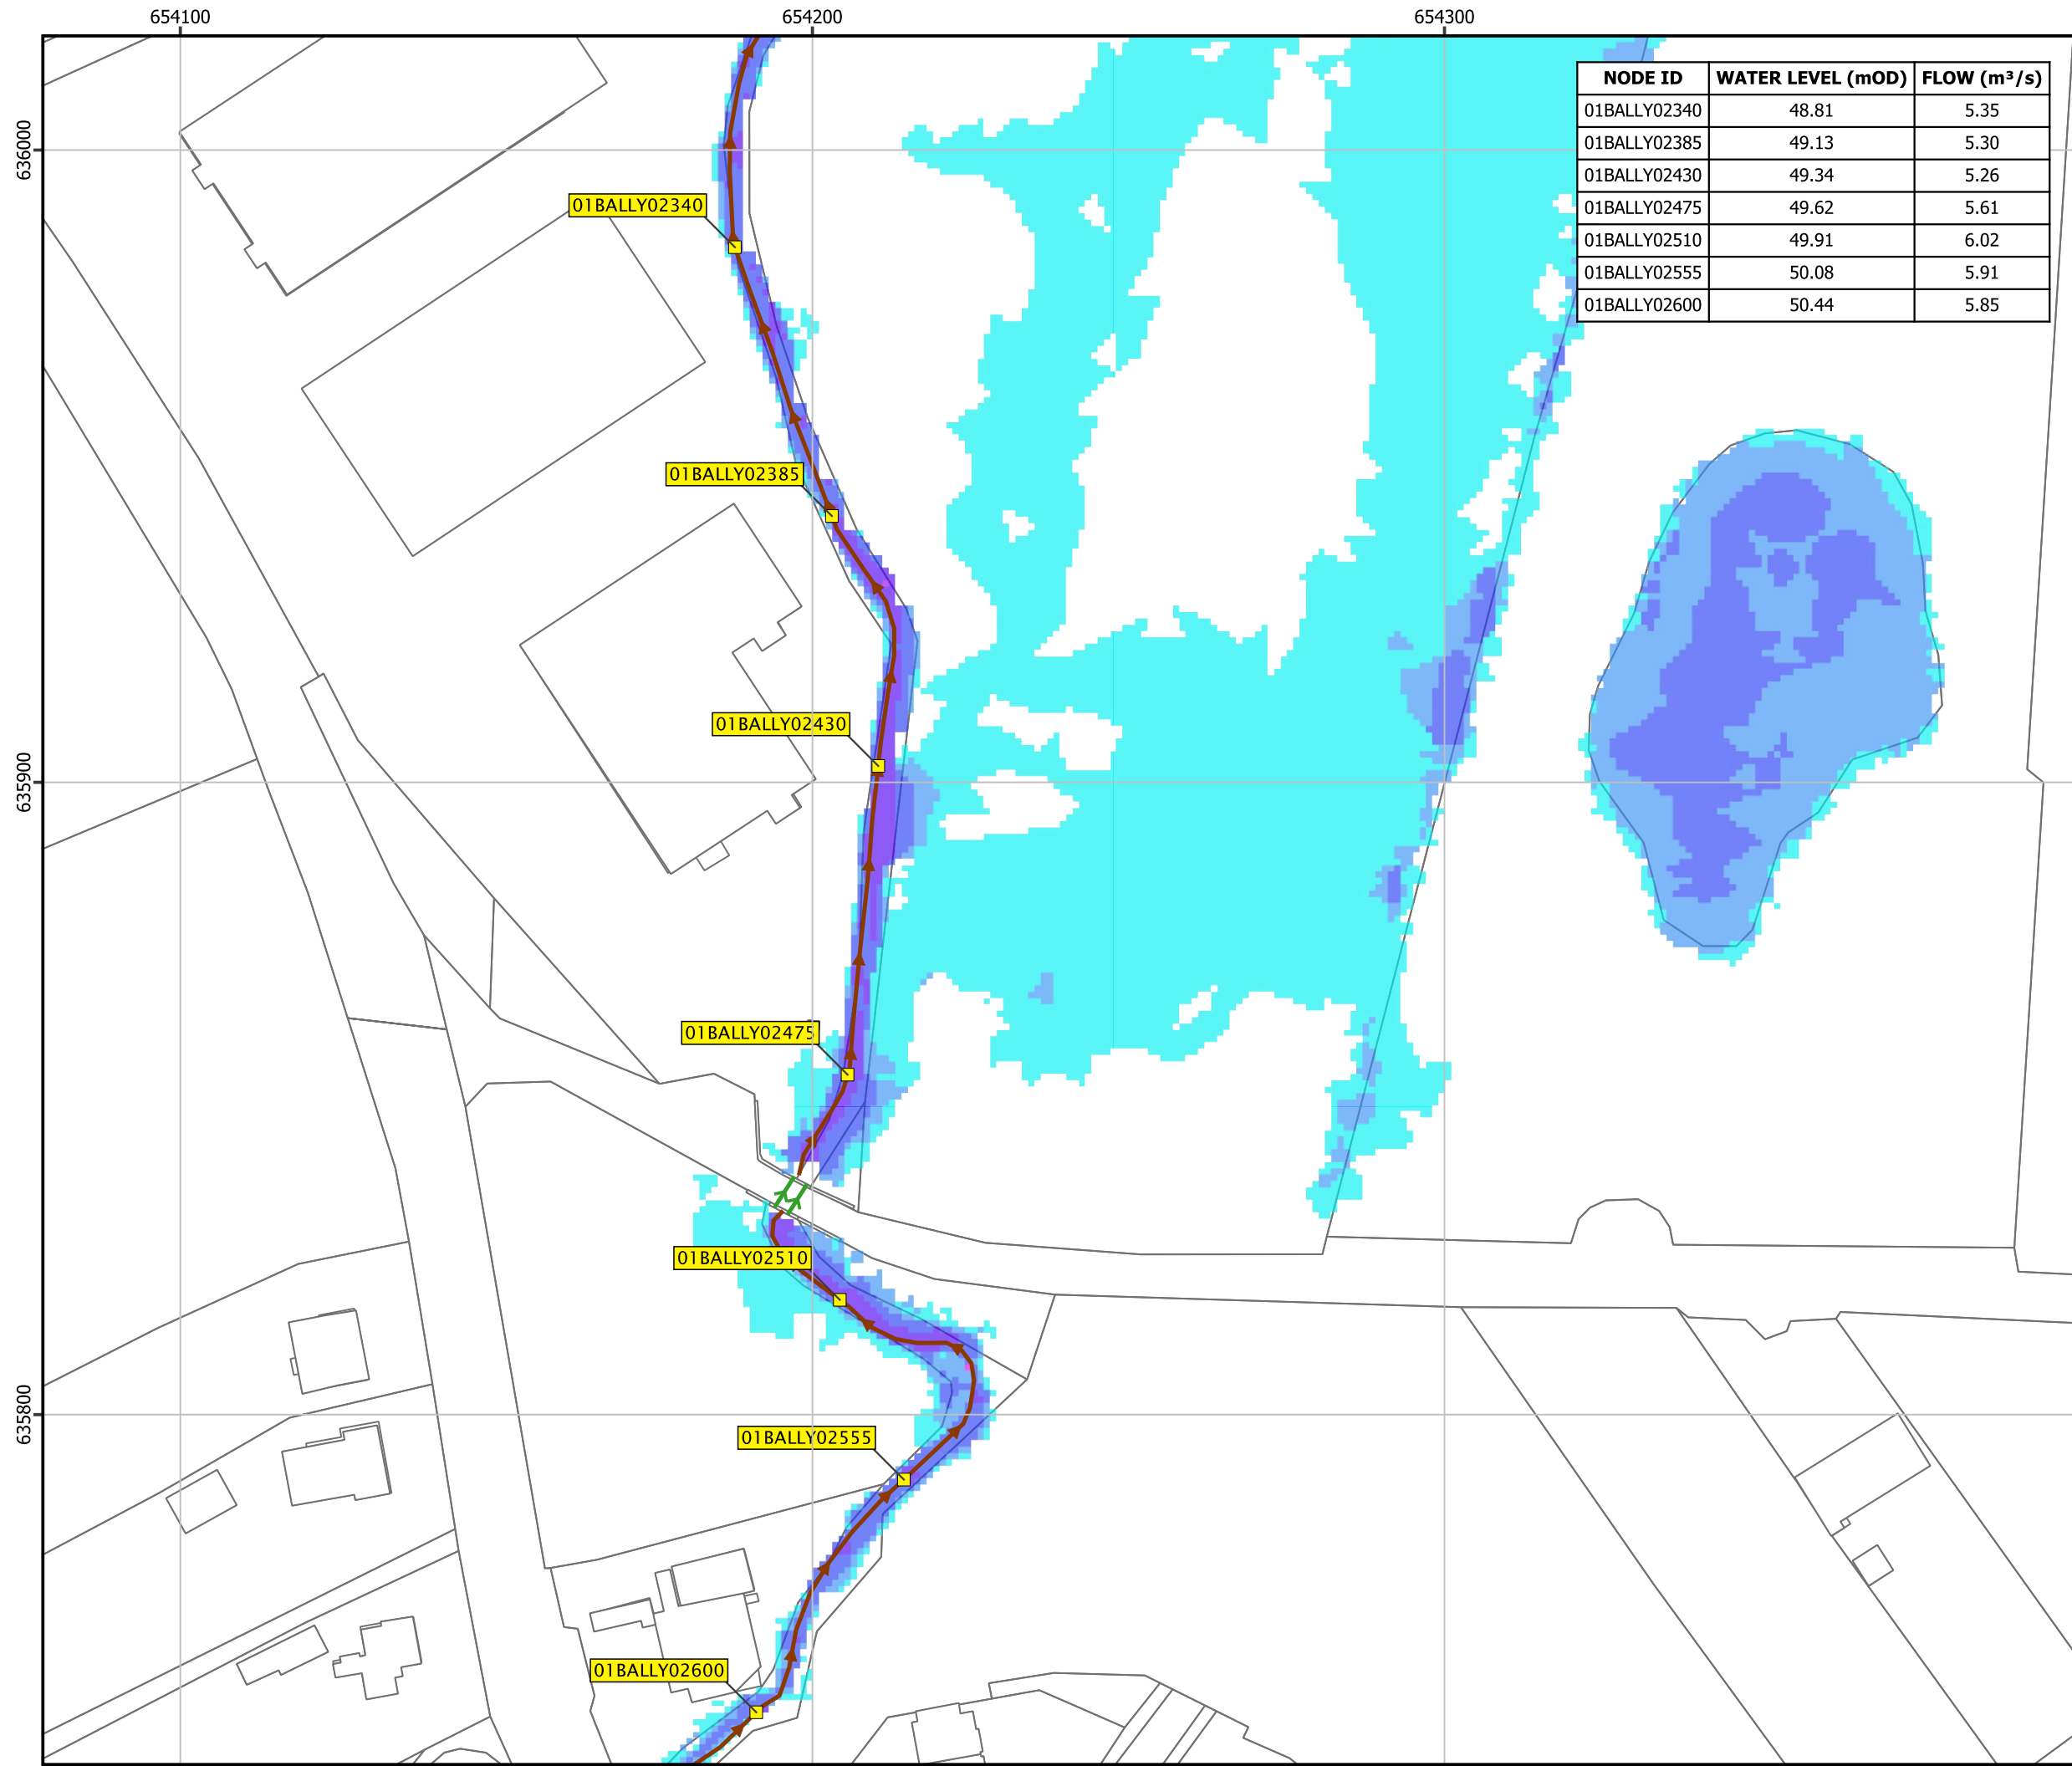 654100
654200
654300
636000
635900
635800
NODE ID WATER LEVEL (mOD) FLOW (m³/s)
01BALLY02340 48.81 5.35
01BALLY02385 49.13 5.30
01BALLY02430 49.34 5.26
01BALLY02475 49.62 5.61
01BALLY02510 49.91 6.02
01BALLY02555 50.08 5.91
01BALLY02600 50.44 5.85
01BALLY02340
01BALLY02385
01BALLY02430
01BALLY02475
01BALLY02510
01BALLY02555
01BALLY02600